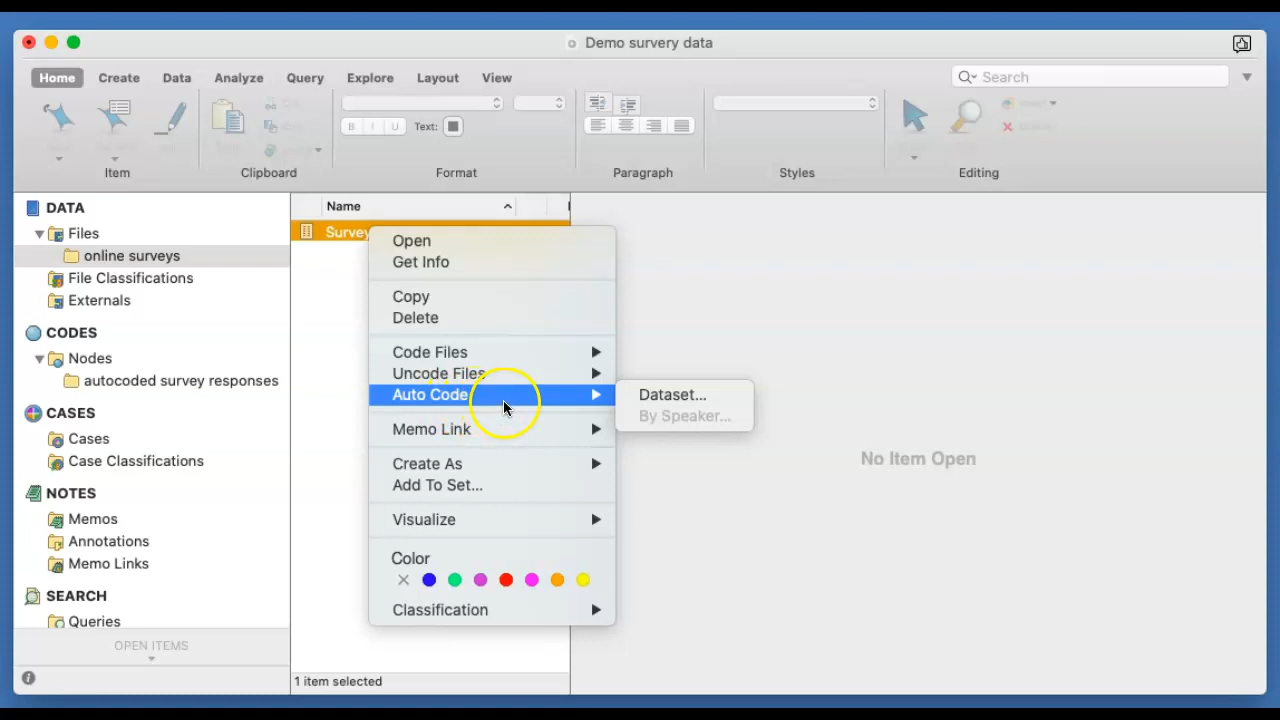 Demo survery data
Home Create Data Analyze Query Explore Layout View
Search
B I U Text:
Item Clipboard Format Paragraph Styles Editing
DATA
Files
online surveys
File Classifications
Externals
CODES
Nodes
autocoded survey responses
CASES
Cases
Case Classifications
NOTES
Memos
Annotations
Memo Links
SEARCH
Queries
OPEN ITEMS
Name
Survey
Open
Get Info
Copy
Delete
Code Files
Uncode Files
Auto Code
Memo Link
Create As
Add To Set...
Visualize
Color
Classification
Dataset...
By Speaker...
No Item Open
1 item selected